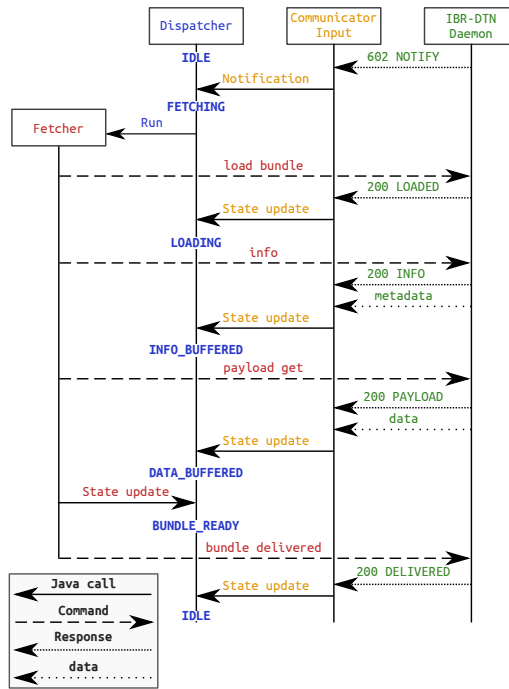 Dispatcher
Communicator
Input
IBR-DTN
Daemon
IDLE
602 NOTIFY
Notification
FETCHING
Fetcher
Run
load bundle
200 LOADED
State update
LOADING
info
200 INFO
metadata
State update
INFO_BUFFERED
payload get
200 PAYLOAD
data
State update
DATA_BUFFERED
State update
BUNDLE_READY
bundle delivered
200 DELIVERED
State update
IDLE
Java call
Command
Response
data